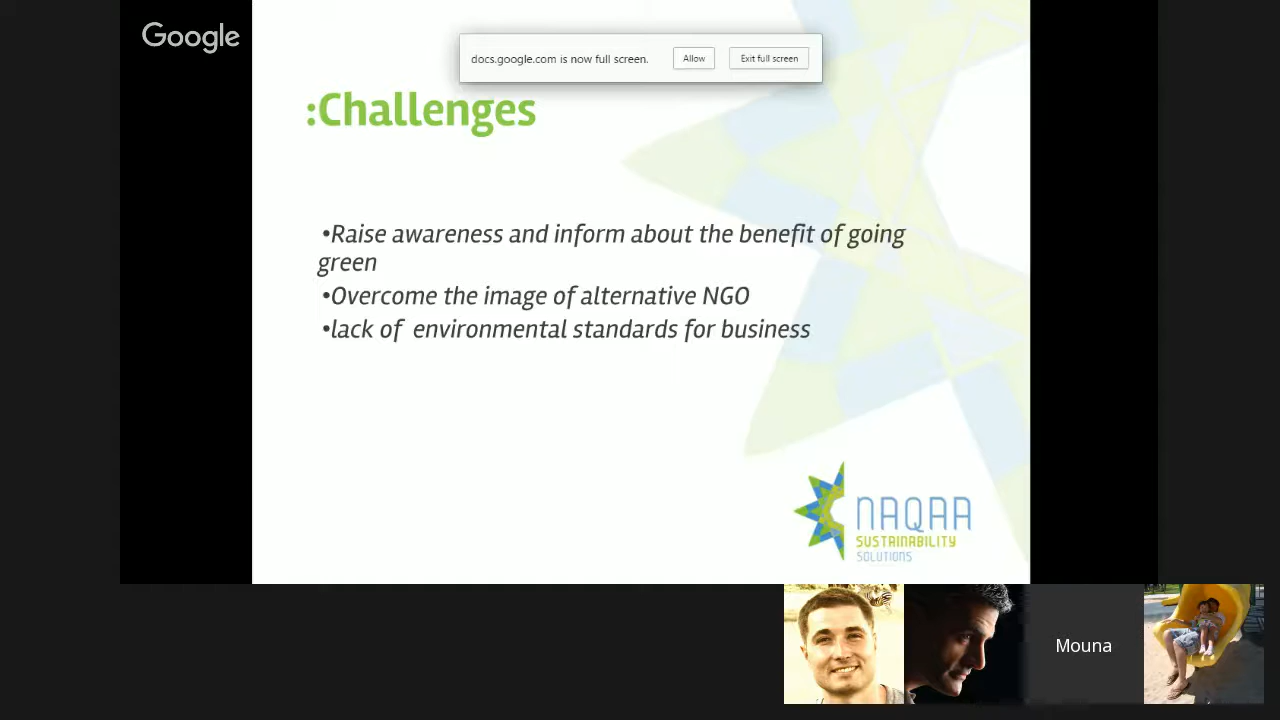 Google
docs.google.com is now full screen. Allow Exit full screen
:Challenges
•Raise awareness and inform about the benefit of going
green
•Overcome the image of alternative NGO
•lack of environmental standards for business
NAQAA
SUSTAINABILITY
SOLUTIONS
Mouna